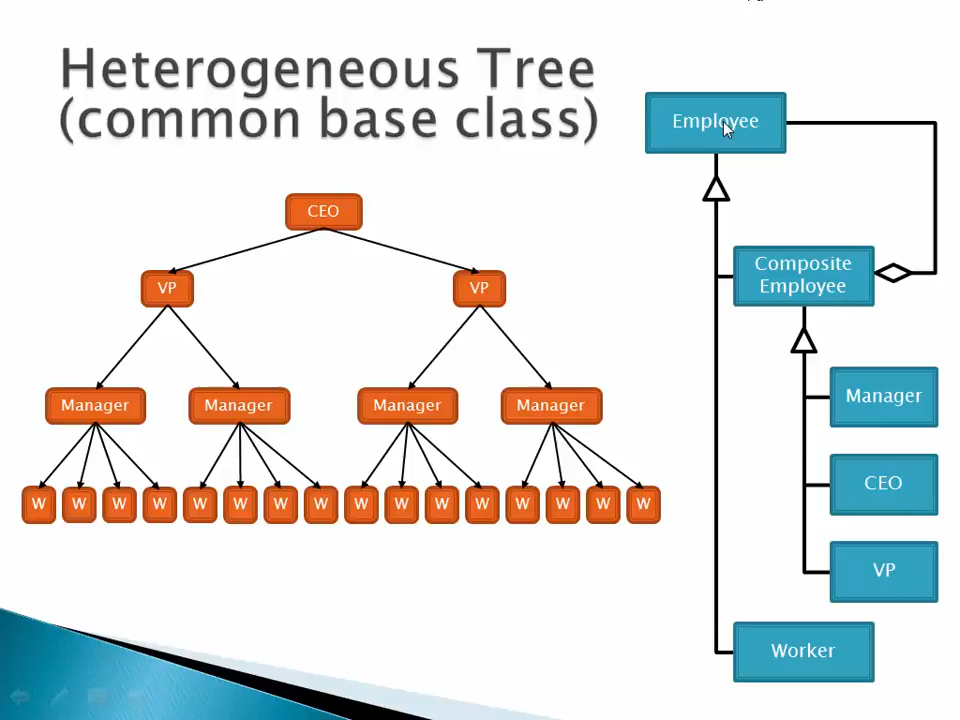 Heterogeneous Tree
(common base class)
Employee
CEO
Composite
Employee
VP
VP
Manager
Manager
Manager
Manager
Manager
CEO
W W W W W W W W W W W W W W W W
VP
Worker